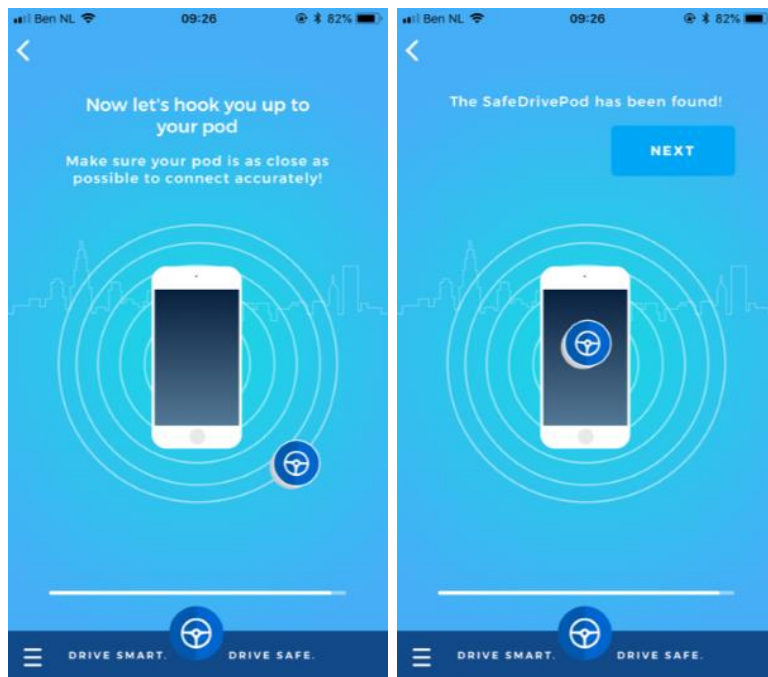 Ben NL 09:26 82%
Now let's hook you up to
your pod
Make sure your pod is as close as
possible to connect accurately!
DRIVE SMART. DRIVE SAFE.
Ben NL 09:26 82%
The SafeDrivePod has been found!
NEXT
DRIVE SMART. DRIVE SAFE.